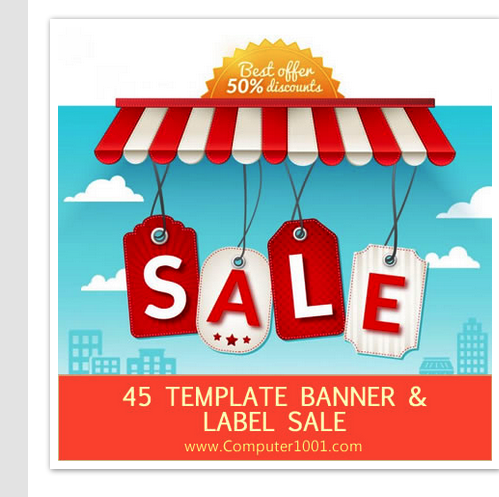 Best offer
50% discounts
SALE
45 TEMPLATE BANNER &
LABEL SALE
www.Computer1001.com